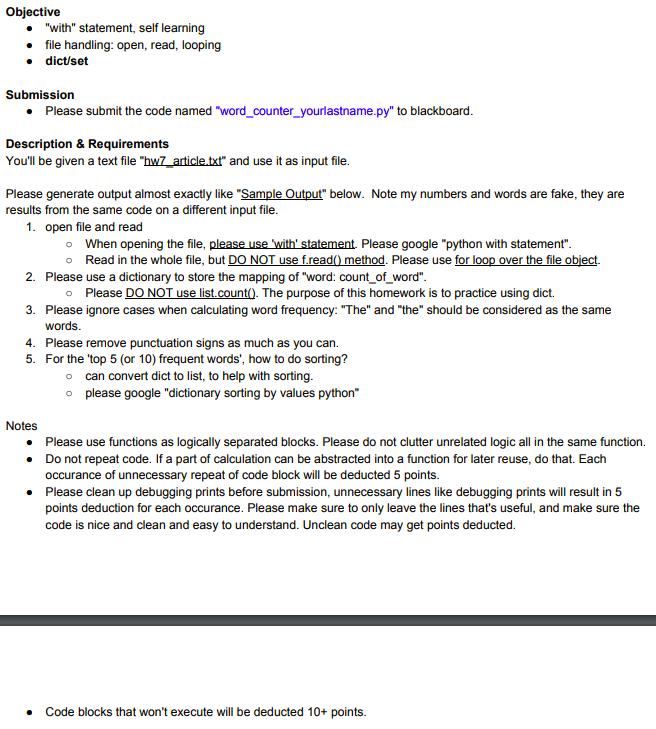 Objective
● "with" statement, self learning
● file handling: open, read, looping
● dict/set
Submission
● Please submit the code named "word_counter_yourlastname.py" to blackboard.
Description & Requirements
You'll be given a text file "hw7_article.txt" and use it as input file.
Please generate output almost exactly like "Sample Output" below. Note my numbers and words are fake, they are
results from the same code on a different input file.
1. open file and read
○ When opening the file, please use 'with' statement. Please google "python with statement".
○ Read in the whole file, but DO NOT use f.read() method. Please use for loop over the file object.
2. Please use a dictionary to store the mapping of "word: count_of_word".
○ Please DO NOT use list.count(). The purpose of this homework is to practice using dict.
3. Please ignore cases when calculating word frequency: "The" and "the" should be considered as the same
words.
4. Please remove punctuation signs as much as you can.
5. For the 'top 5 (or 10) frequent words', how to do sorting?
○ can convert dict to list, to help with sorting.
○ please google "dictionary sorting by values python"
Notes
● Please use functions as logically separated blocks. Please do not clutter unrelated logic all in the same function.
● Do not repeat code. If a part of calculation can be abstracted into a function for later reuse, do that. Each
occurance of unnecessary repeat of code block will be deducted 5 points.
● Please clean up debugging prints before submission, unnecessary lines like debugging prints will result in 5
points deduction for each occurance. Please make sure to only leave the lines that's useful, and make sure the
code is nice and clean and easy to understand. Unclean code may get points deducted.
● Code blocks that won't execute will be deducted 10+ points.